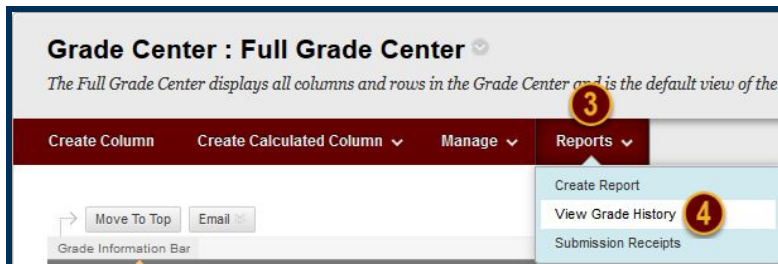 Grade Center : Full Grade Center
The Full Grade Center displays all columns and rows in the Grade Center and is the default view of the
3
Create Column Create Calculated Column Manage Reports
Create Report
Move To Top Email View Grade History 4
Grade Information Bar Submission Receipts